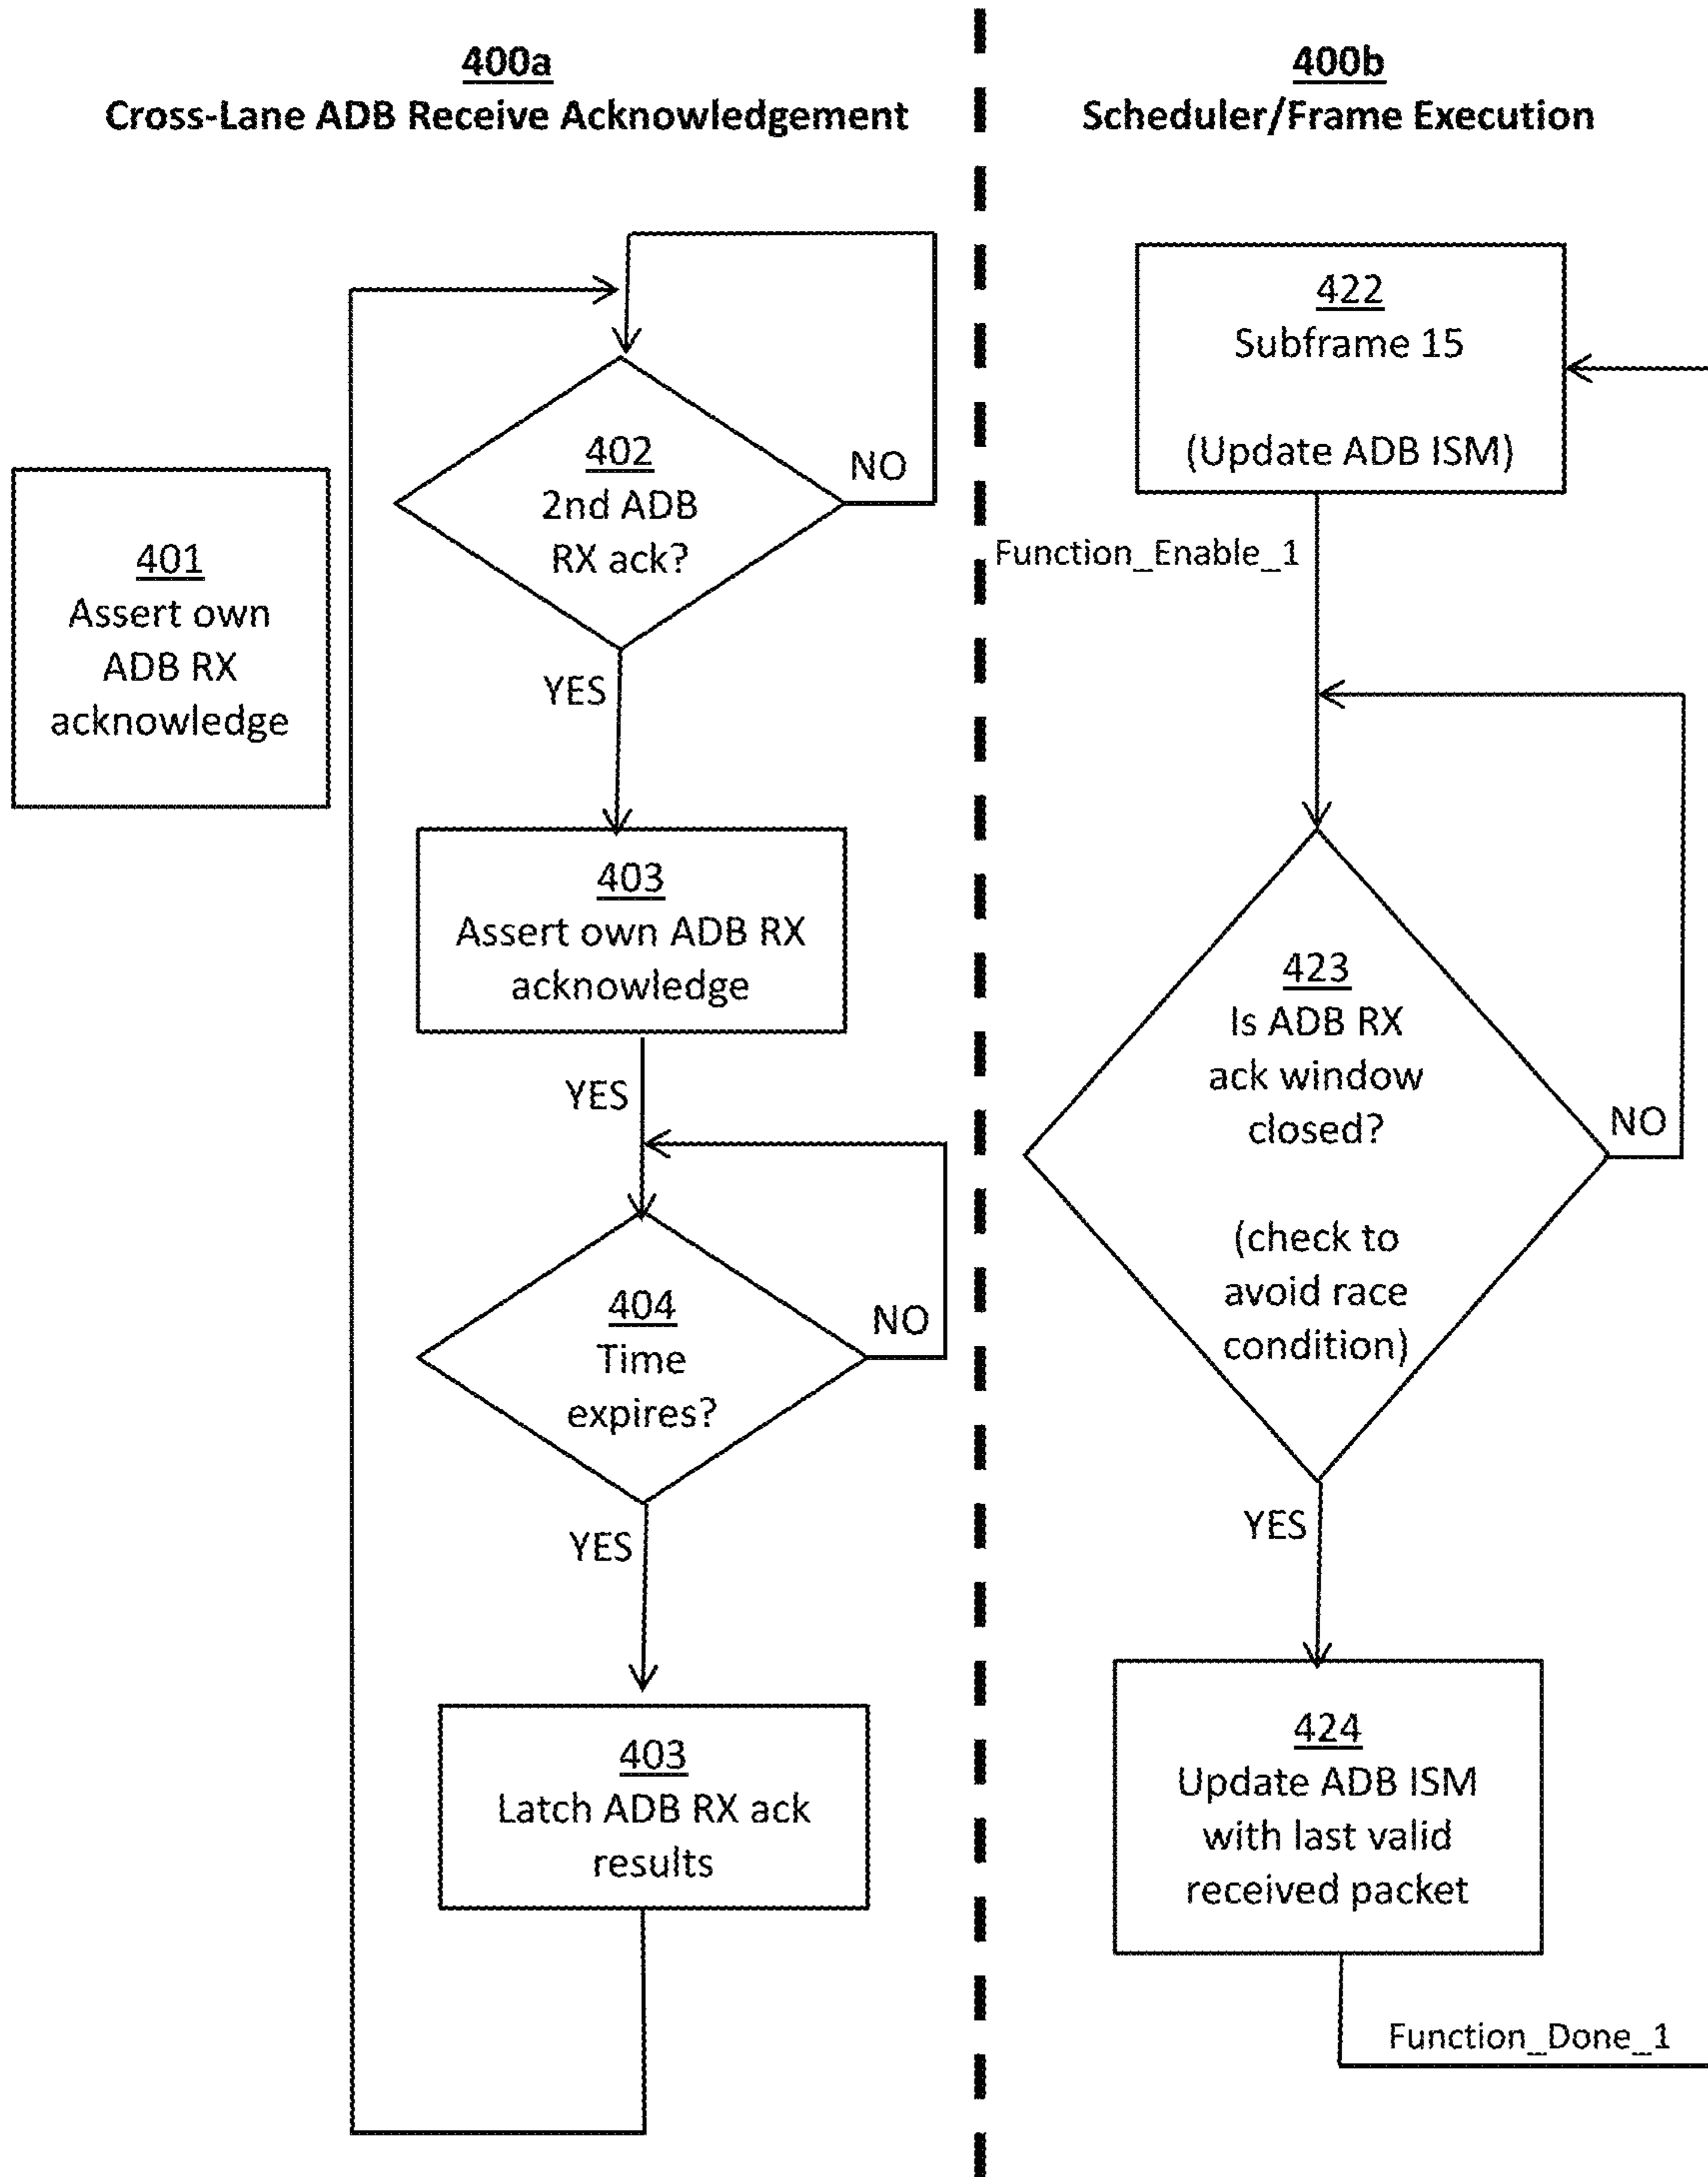 400a
Cross-Lane ADB Receive Acknowledgement
401
Assert own
ADB RX
acknowledge
402
2nd ADB
RX ack?
NO
YES
403
Assert own ADB RX
acknowledge
YES
404
Time
expires?
NO
YES
403
Latch ADB RX ack
results
400b
Scheduler/Frame Execution
422
Subframe 15
(Update ADB ISM)
Function_Enable_1
423
Is ADB RX
ack window
closed?
(check to
avoid race
condition)
NO
YES
424
Update ADB ISM
with last valid
received packet
Function_Done_1